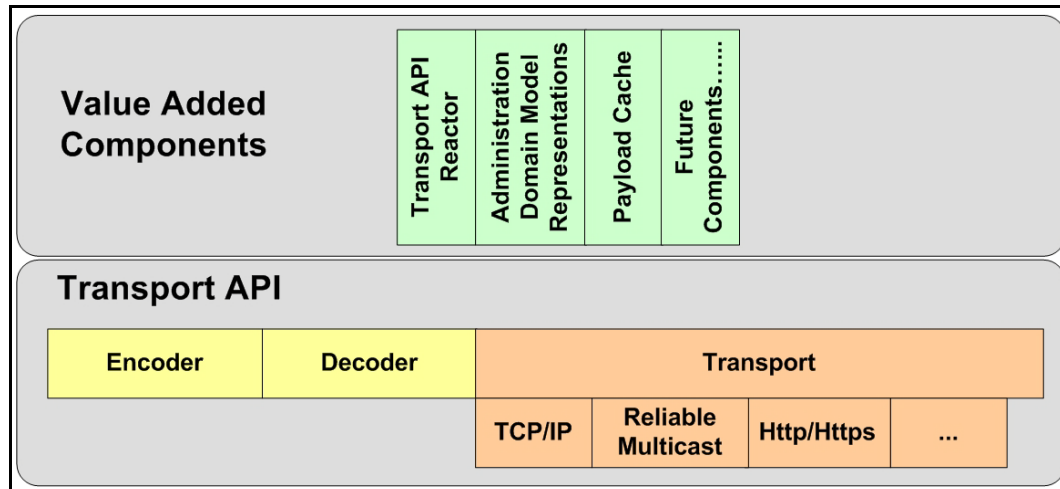 Value Added
Components
Transport API
Reactor
Administration
Domain Model
Representations
Payload Cache
Future
Components......
Transport API
Encoder
Decoder
Transport
TCP/IP
Reliable
Multicast
Http/Https
...